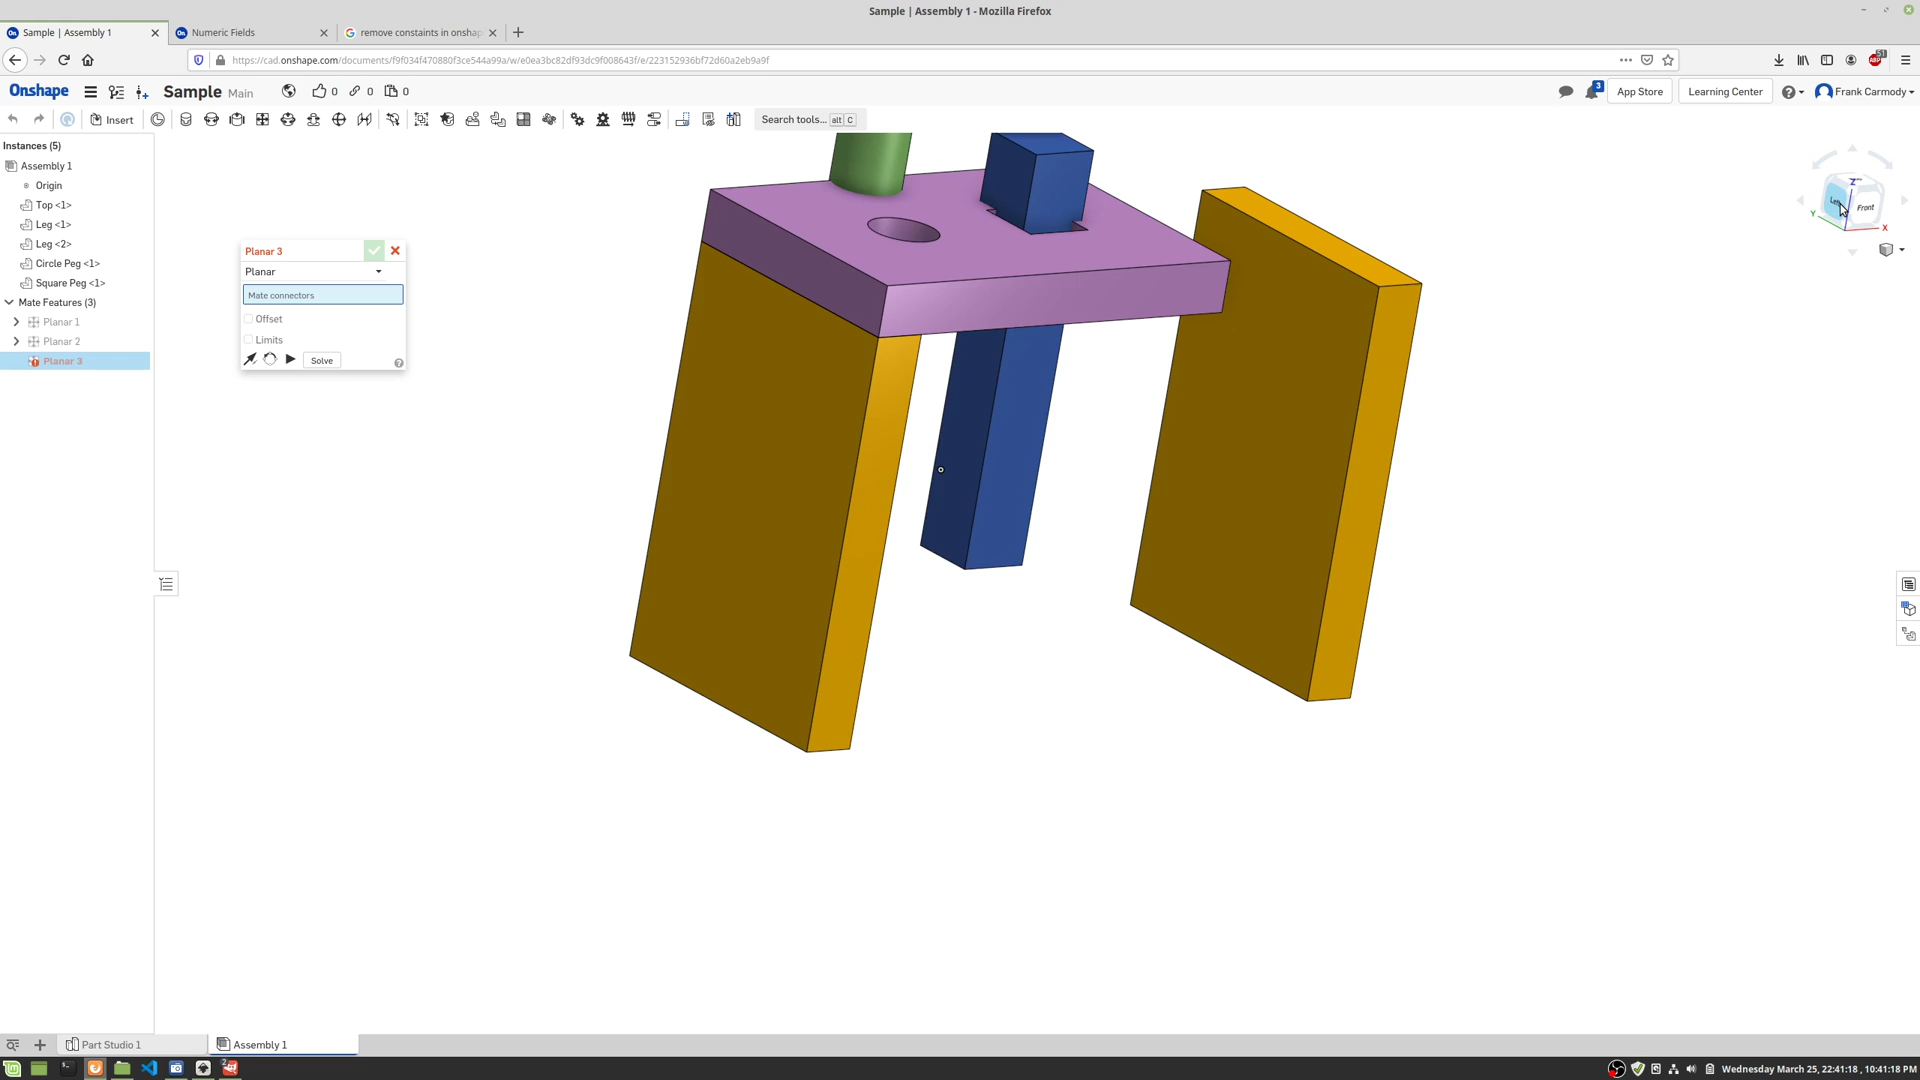 Sample | Assembly 1 - Mozilla Firefox
Sample | Assembly 1
Numeric Fields
remove constaints in onshap
https://cad.onshape.com/documents/f9f034f470880f3ce544a99a/w/e0ea3bc82df93dc9f008643f/e/223152936bf72d60a2eb9a9f
51
ABP
Onshape
Sample Main
0
0
0
3
App Store
Learning Center
Frank Carmody
Insert
Search tools... alt C
Instances (5)
Assembly 1
Origin
Top <1>
Leg <1>
Leg <2>
Circle Peg <1>
Square Peg <1>
Mate Features (3)
Planar 1
Planar 2
Planar 3
Planar 3
Planar
Mate connectors
Offset
Limits
Solve
Z
Front
Y
X
Part Studio 1
Assembly 1
2
Wednesday March 25, 22:41:18 , 10:41:18 PM